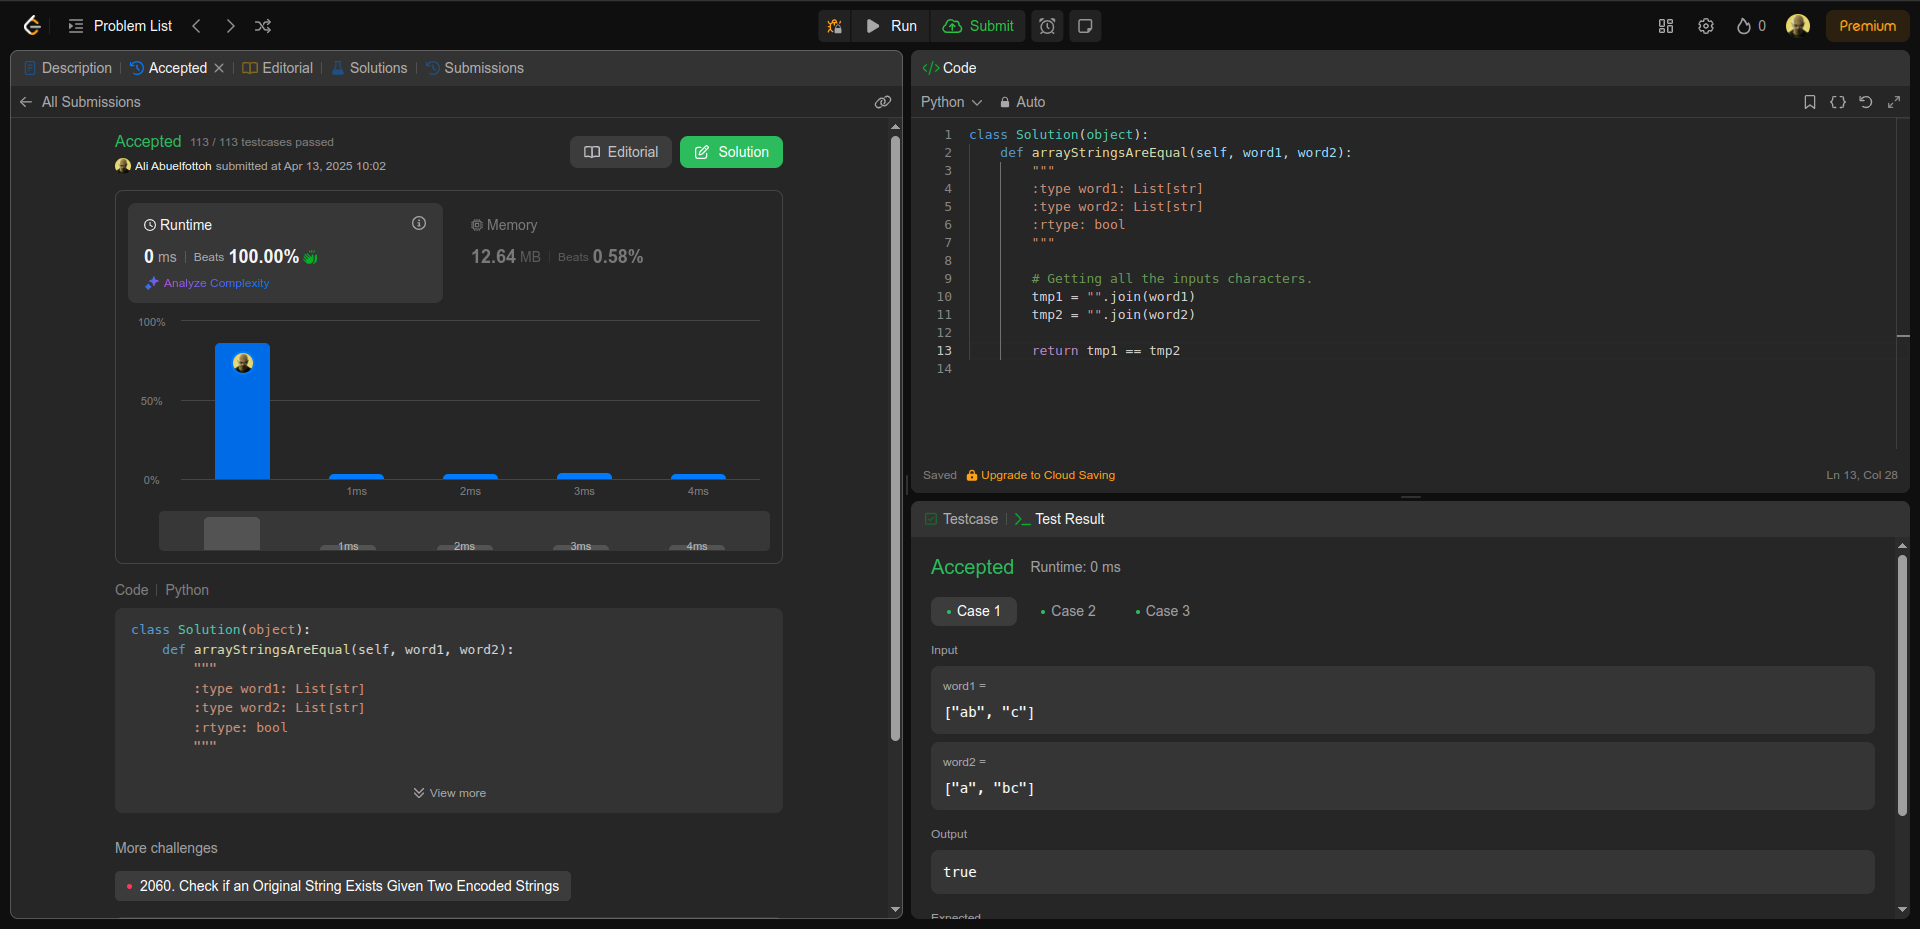 Problem List
Run
Submit
0
Premium
Description
Accepted
Editorial
Solutions
Submissions
All Submissions
Accepted 113 / 113 testcases passed
Ali Abuelfottoh submitted at Apr 13, 2025 10:02
Editorial
Solution
Runtime
0 ms | Beats 100.00%
Analyze Complexity
Memory
12.64 MB | Beats 0.58%
100%
50%
0%
1ms
2ms
3ms
4ms
1ms
2ms
3ms
4ms
Code | Python
class Solution(object):
    def arrayStringsAreEqual(self, word1, word2):
        """
        :type word1: List[str]
        :type word2: List[str]
        :rtype: bool
        """
View more
More challenges
2060. Check if an Original String Exists Given Two Encoded Strings
</> Code
Python
Auto
1 class Solution(object):
2     def arrayStringsAreEqual(self, word1, word2):
3         """
4         :type word1: List[str]
5         :type word2: List[str]
6         :rtype: bool
7         """
8
9         # Getting all the inputs characters.
10         tmp1 = "".join(word1)
11         tmp2 = "".join(word2)
12
13         return tmp1 == tmp2
14
Saved
Upgrade to Cloud Saving
Ln 13, Col 28
Testcase
Test Result
Accepted
Runtime: 0 ms
Case 1
Case 2
Case 3
Input
word1 =
["ab", "c"]
word2 =
["a", "bc"]
Output
true
Expected